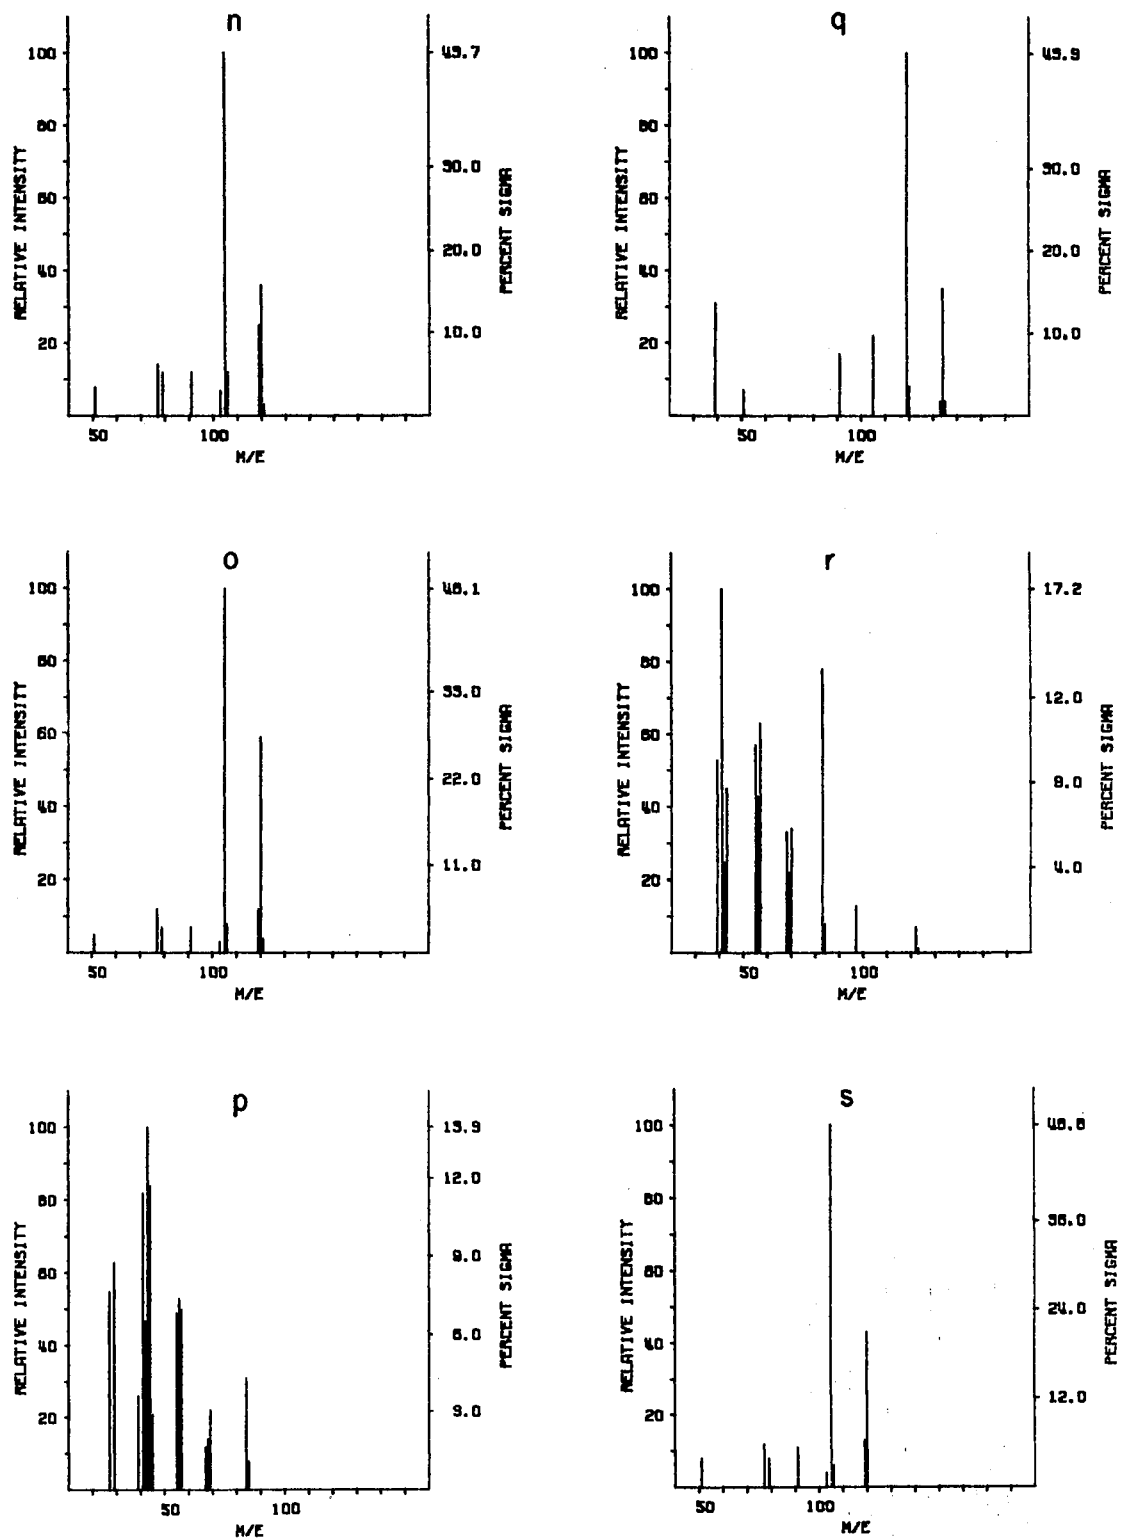 n
RELATIVE INTENSITY
100
80
60
40
20
50
100
M/E
43.7
30.0
20.0
10.0
PERCENT SIGMA
q
RELATIVE INTENSITY
100
80
60
40
20
50
100
M/E
43.9
30.0
20.0
10.0
PERCENT SIGMA
o
RELATIVE INTENSITY
100
80
60
40
20
50
100
M/E
46.1
33.0
22.0
11.0
PERCENT SIGMA
r
RELATIVE INTENSITY
100
80
60
40
20
50
100
M/E
17.2
12.0
8.0
4.0
PERCENT SIGMA
p
RELATIVE INTENSITY
100
80
60
40
20
50
100
M/E
13.9
12.0
9.0
6.0
3.0
PERCENT SIGMA
s
RELATIVE INTENSITY
100
80
60
40
20
50
100
M/E
48.6
36.0
24.0
12.0
PERCENT SIGMA